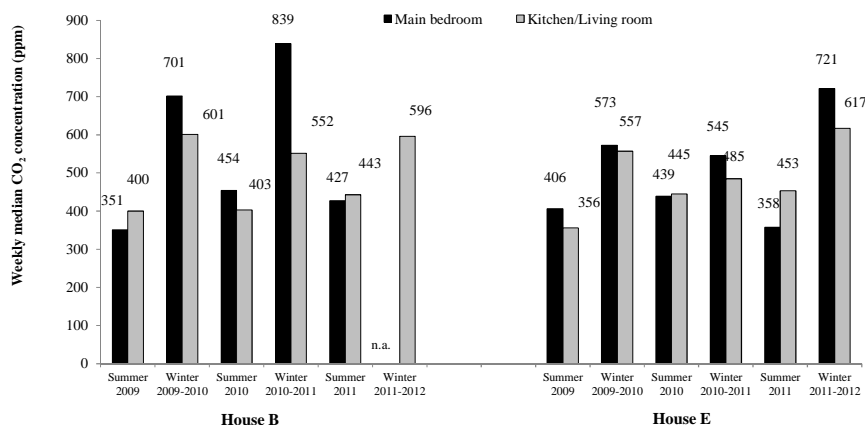 Main bedroom
Kitchen/Living room
Weekly median CO₂ concentration (ppm)
900
800
700
600
500
400
300
200
100
0
351
400
701
601
454
403
839
552
427
443
n.a.
596
406
356
573
557
439
445
545
485
358
453
721
617
Summer
2009
Winter
2009-2010
Summer
2010
Winter
2010-2011
Summer
2011
Winter
2011-2012
Summer
2009
Winter
2009-2010
Summer
2010
Winter
2010-2011
Summer
2011
Winter
2011-2012
House B
House E